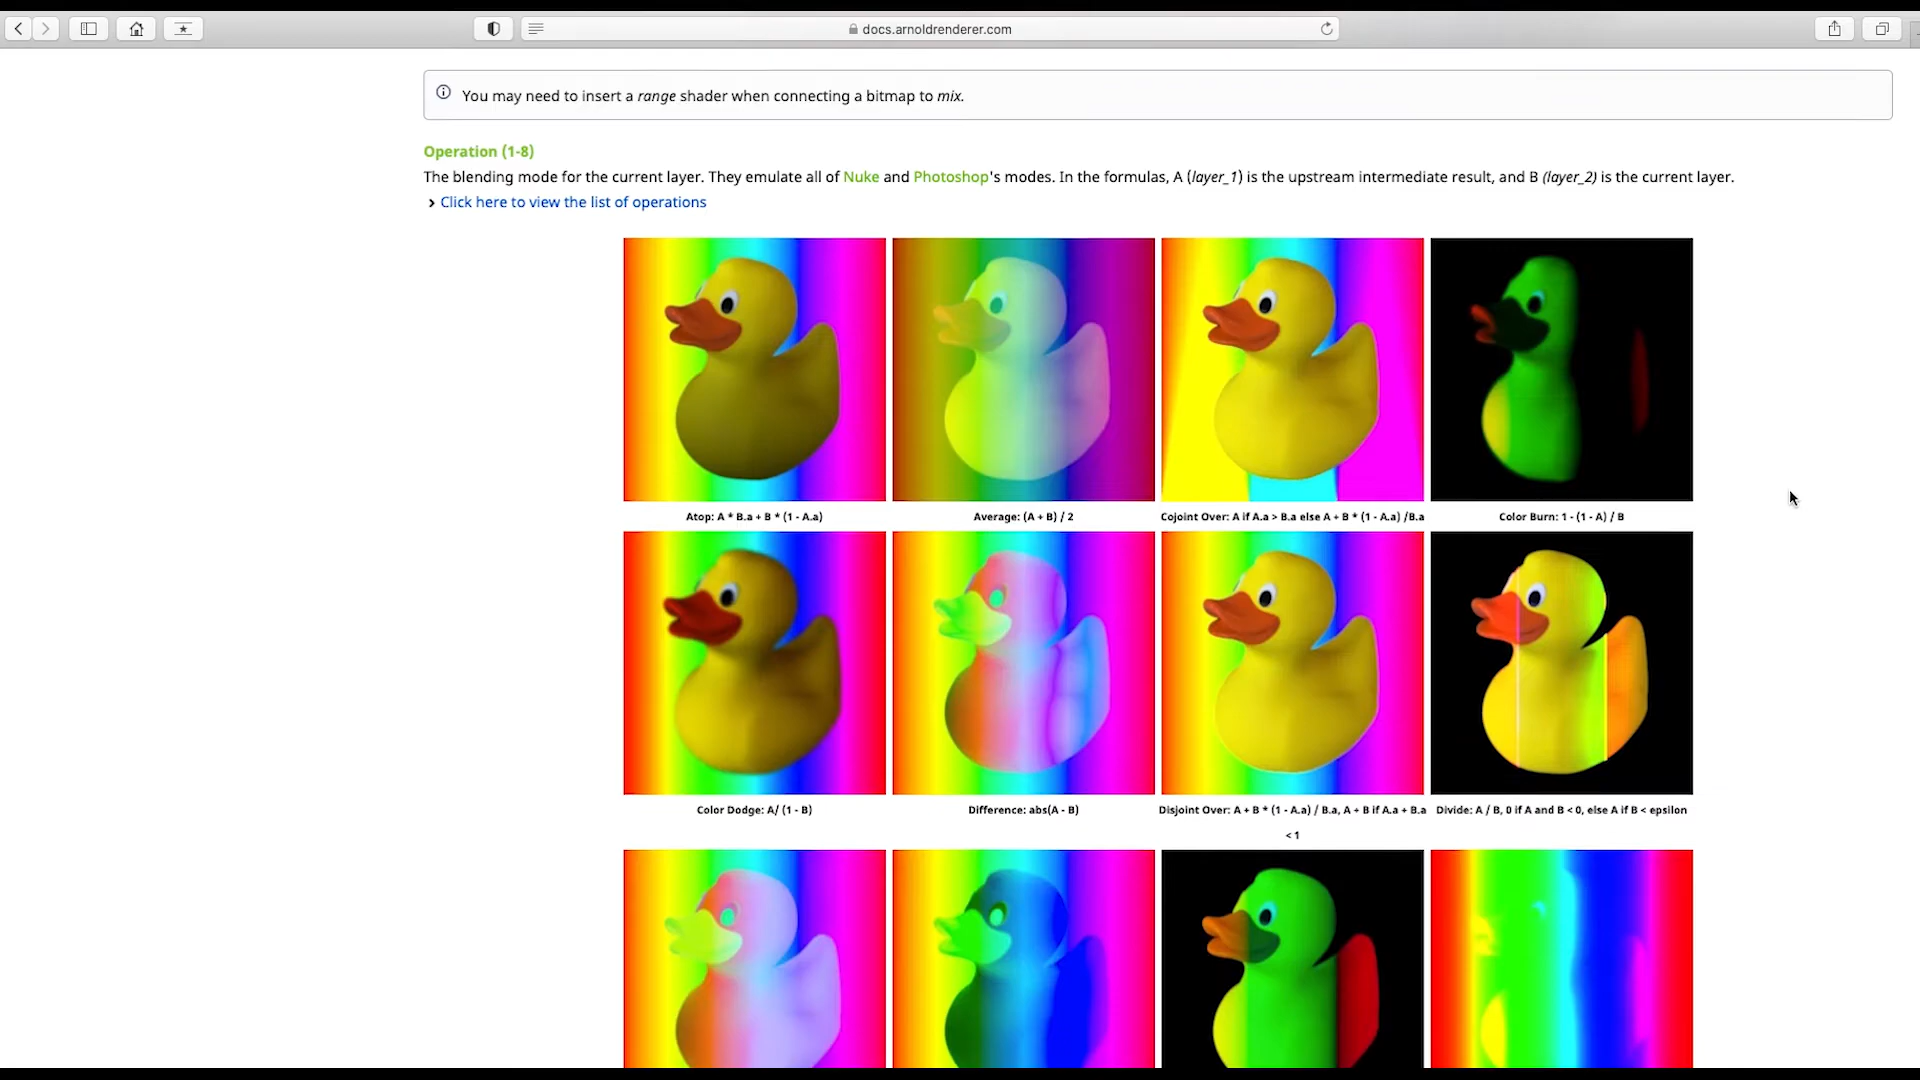 docs.arnoldrenderer.com
You may need to insert a range shader when connecting a bitmap to mix.
Operation (1-8)
The blending mode for the current layer. They emulate all of Nuke and Photoshop's modes. In the formulas, A (layer_1) is the upstream intermediate result, and B (layer_2) is the current layer.
Click here to view the list of operations
Atop: A * B.a + B * (1 - A.a)
Average: (A + B) / 2
Cojoint Over: A if A.a > B.a else A + B * (1 - A.a) /B.a
Color Burn: 1 - (1 - A) / B
Color Dodge: A/ (1 - B)
Difference: abs(A - B)
Disjoint Over: A + B * (1 - A.a) / B.a, A + B if A.a + B.a
< 1
Divide: A / B, 0 if A and B < 0, else A if B < epsilon